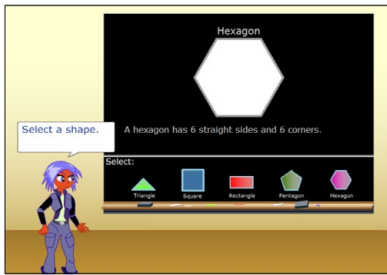 Hexagon
Select a shape.
A hexagon has 6 straight sides and 6 corners.
Select:
Triangle Square Rectangle Pentagon Hexagon